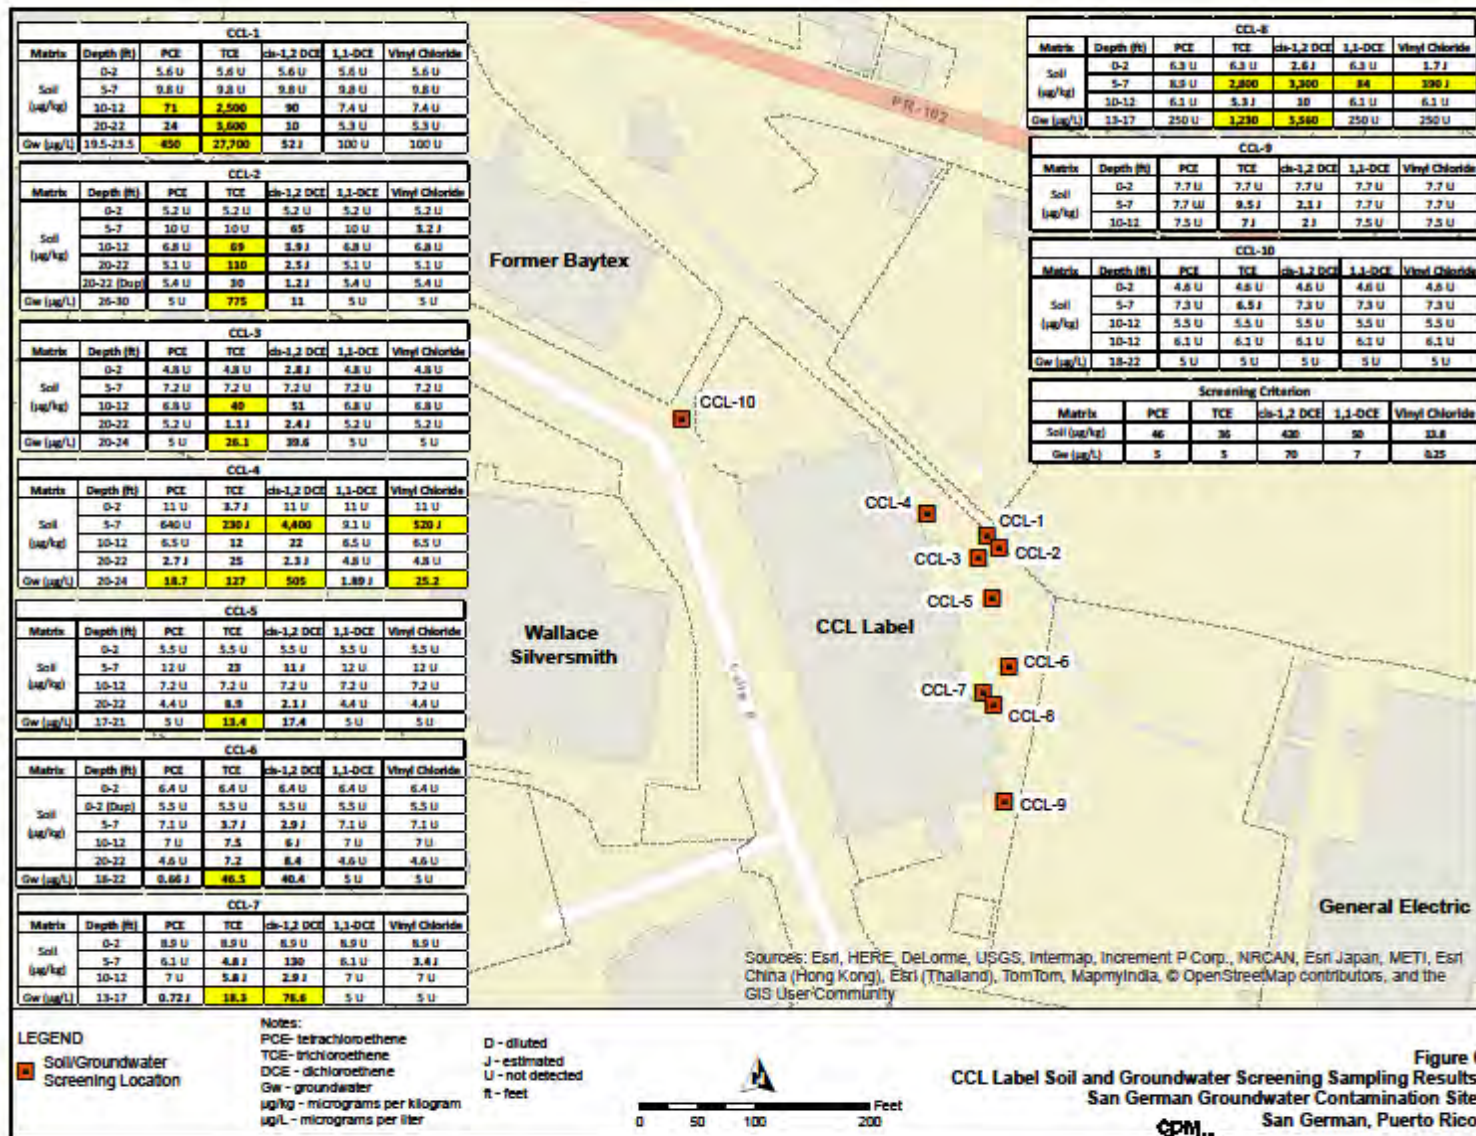 CCL-1
Matrix Depth (ft) PCE TCE cis-1,2 DCE 1,1-DCE Vinyl Chloride
0-2 5.6 U 5.6 U 5.6 U 5.6 U 5.6 U
Soil 5-7 9.8 U 9.8 U 9.8 U 9.8 U 9.8 U
(µg/kg) 10-12 71 2,500 90 7.4 U 7.4 U
20-22 24 3,600 10 5.3 U 5.3 U
Gw (µg/L) 19.5-23.5 450 27,700 52 J 100 U 100 U
CCL-2
Matrix Depth (ft) PCE TCE cis-1,2 DCE 1,1-DCE Vinyl Chloride
0-2 5.2 U 5.2 U 5.2 U 5.2 U 5.2 U
5-7 10 U 10 U 65 10 U 3.2 J
Soil 10-12 6.8 U 69 3.9 J 6.8 U 6.8 U
(µg/kg) 20-22 5.1 U 110 2.5 J 5.1 U 5.1 U
20-22 (Dup) 5.4 U 30 1.2 J 5.4 U 5.4 U
Gw (µg/L) 26-30 5 U 775 11 5 U 5 U
CCL-3
Matrix Depth (ft) PCE TCE cis-1,2 DCE 1,1-DCE Vinyl Chloride
0-2 4.8 U 4.8 U 2.8 J 4.8 U 4.8 U
Soil 5-7 7.2 U 7.2 U 7.2 U 7.2 U 7.2 U
(µg/kg) 10-12 6.8 U 40 51 6.8 U 6.8 U
20-22 5.2 U 1.1 J 2.4 J 5.2 U 5.2 U
Gw (µg/L) 20-24 5 U 26.1 39.6 5 U 5 U
CCL-4
Matrix Depth (ft) PCE TCE cis-1,2 DCE 1,1-DCE Vinyl Chloride
0-2 11 U 3.7 J 11 U 11 U 11 U
Soil 5-7 640 U 230 J 4,400 9.1 U 520 J
(µg/kg) 10-12 6.5 U 12 22 6.5 U 6.5 U
20-22 2.7 J 25 2.3 J 4.8 U 4.8 U
Gw (µg/L) 20-24 18.7 127 505 1.89 J 25.2
CCL-5
Matrix Depth (ft) PCE TCE cis-1,2 DCE 1,1-DCE Vinyl Chloride
0-2 5.5 U 5.5 U 5.5 U 5.5 U 5.5 U
Soil 5-7 12 U 23 11 J 12 U 12 U
(µg/kg) 10-12 7.2 U 7.2 U 7.2 U 7.2 U 7.2 U
20-22 4.4 U 8.9 2.1 J 4.4 U 4.4 U
Gw (µg/L) 17-21 5 U 13.4 17.4 5 U 5 U
CCL-6
Matrix Depth (ft) PCE TCE cis-1,2 DCE 1,1-DCE Vinyl Chloride
0-2 6.4 U 6.4 U 6.4 U 6.4 U 6.4 U
0-2 (Dup) 5.5 U 5.5 U 5.5 U 5.5 U 5.5 U
Soil 5-7 7.1 U 3.7 J 2.9 J 7.1 U 7.1 U
(µg/kg) 10-12 7 U 7.5 6 J 7 U 7 U
20-22 4.6 U 7.2 8.4 4.6 U 4.6 U
Gw (µg/L) 18-22 0.66 J 46.5 40.4 5 U 5 U
CCL-7
Matrix Depth (ft) PCE TCE cis-1,2 DCE 1,1-DCE Vinyl Chloride
0-2 8.9 U 8.9 U 8.9 U 8.9 U 8.9 U
Soil 5-7 6.1 U 4.8 J 130 6.1 U 3.4 J
(µg/kg) 10-12 7 U 5.8 J 2.9 J 7 U 7 U
Gw (µg/L) 13-17 0.72 J 18.3 78.6 5 U 5 U
CCL-8
Matrix Depth (ft) PCE TCE cis-1,2 DCE 1,1-DCE Vinyl Chloride
0-2 6.3 U 6.3 U 2.6 J 6.3 U 1.7 J
Soil 5-7 8.9 U 2,800 3,300 84 390 J
(µg/kg) 10-12 6.1 U 5.3 J 10 6.1 U 6.1 U
Gw (µg/L) 13-17 250 U 1,230 5,560 250 U 250 U
CCL-9
Matrix Depth (ft) PCE TCE cis-1,2 DCE 1,1-DCE Vinyl Chloride
0-2 7.7 U 7.7 U 7.7 U 7.7 U 7.7 U
Soil 5-7 7.7 UJ 9.5 J 2.1 J 7.7 U 7.7 U
(µg/kg) 10-12 7.5 U 7 J 2 J 7.5 U 7.5 U
CCL-10
Matrix Depth (ft) PCE TCE cis-1,2 DCE 1,1-DCE Vinyl Chloride
0-2 4.6 U 4.6 U 4.6 U 4.6 U 4.6 U
Soil 5-7 7.3 U 6.5 J 7.3 U 7.3 U 7.3 U
(µg/kg) 10-12 5.5 U 5.5 U 5.5 U 5.5 U 5.5 U
10-12 6.1 U 6.1 U 6.1 U 6.1 U 6.1 U
Gw (µg/L) 18-22 5 U 5 U 5 U 5 U 5 U
Screening Criterion
Matrix PCE TCE cis-1,2 DCE 1,1-DCE Vinyl Chloride
Soil (µg/kg) 46 36 420 50 13.8
Gw (µg/L) 5 5 70 7 0.25
PR-102
Former Baytex
CCL-10
CCL-4
CCL-1
CCL-2
CCL-3
CCL-5
CCL Label
Wallace
Silversmith
CCL-6
CCL-7
CCL-8
CCL-9
General Electric
Sources: Esri, HERE, DeLorme, USGS, Intermap, Increment P Corp., NRCAN, Esri Japan, METI, Esri
China (Hong Kong), Esri (Thailand), TomTom, MapmyIndia, © OpenStreetMap contributors, and the
GIS User Community
LEGEND
Soil/Groundwater
Screening Location
Notes:
PCE- tetrachloroethene
TCE- trichloroethene
DCE - dichloroethene
Gw - groundwater
µg/kg - micrograms per kilogram
µg/L - micrograms per liter
D - diluted
J - estimated
U - not detected
ft - feet
N
Feet
0 50 100 200
Figure
CCL Label Soil and Groundwater Screening Sampling Results
San German Groundwater Contamination Site
San German, Puerto Rico
CDM